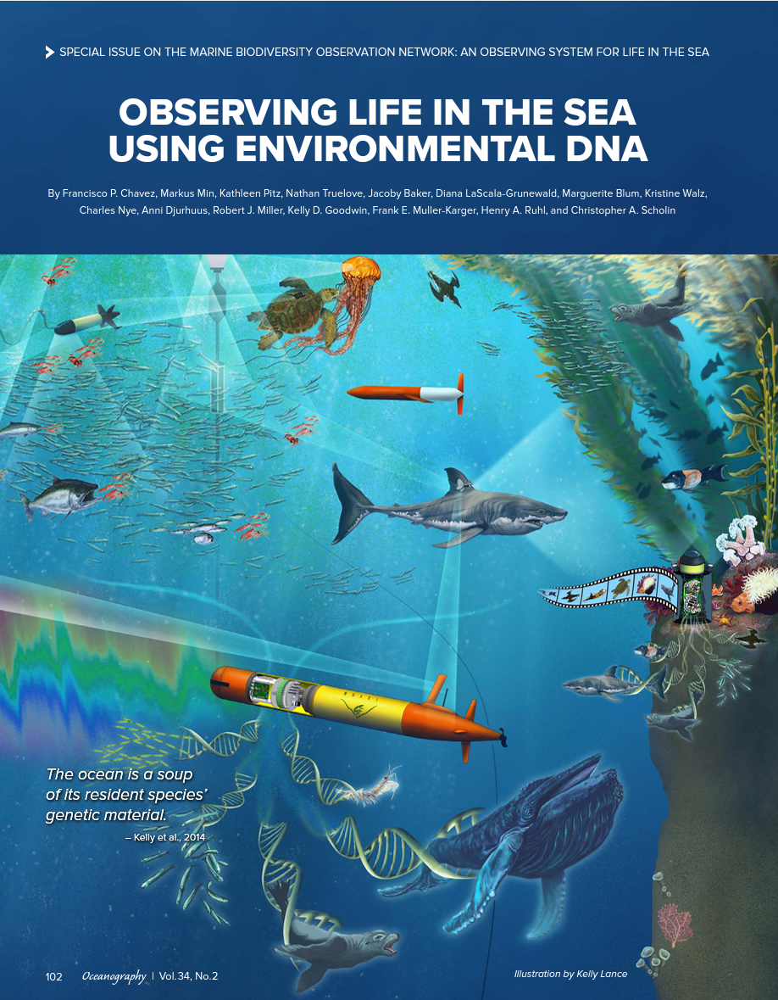 SPECIAL ISSUE ON THE MARINE BIODIVERSITY OBSERVATION NETWORK: AN OBSERVING SYSTEM FOR LIFE IN THE SEA
OBSERVING LIFE IN THE SEA
USING ENVIRONMENTAL DNA
By Francisco P. Chavez, Markus Min, Kathleen Pitz, Nathan Truelove, Jacoby Baker, Diana LaScala-Grunewald, Marguerite Blum, Kristine Walz,
Charles Nye, Anni Djurhuus, Robert J. Miller, Kelly D. Goodwin, Frank E. Muller-Karger, Henry A. Ruhl, and Christopher A. Scholin
MBARI
The ocean is a soup
of its resident species’
genetic material.
– Kelly et al., 2014
102 Oceanography | Vol.34, No.2
Illustration by Kelly Lance